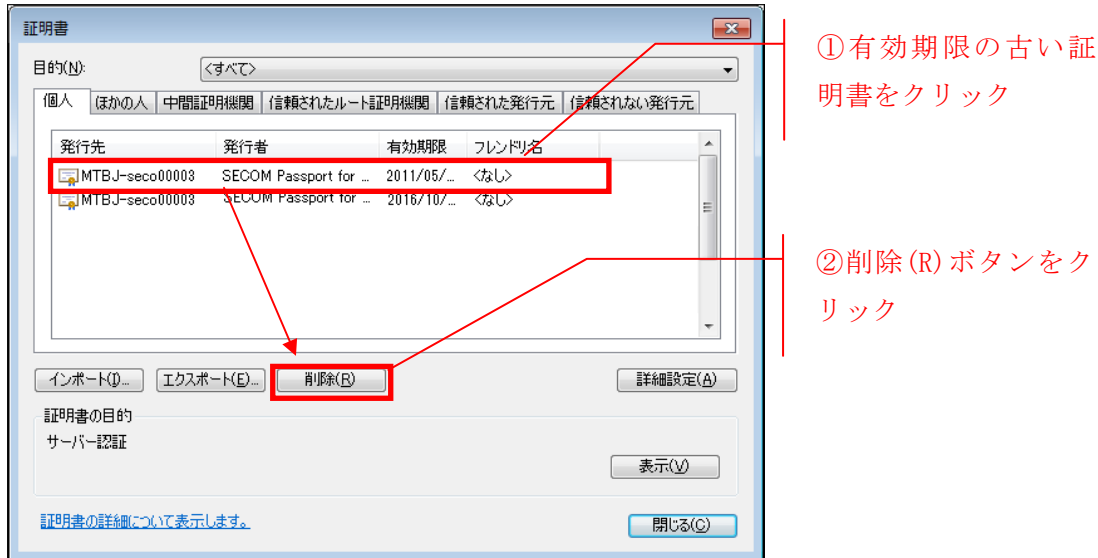 証明書
目的(N):
<すべて>
個人
ほかの人
中間証明機関
信頼されたルート証明機関
信頼された発行元
信頼されない発行元
発行先 発行者 有効期限 フレンドリ名
MTBJ-seco00003 SECOM Passport for ... 2011/05/... <なし>
MTBJ-seco00003 SECOM Passport for ... 2016/10/... <なし>
インポート(I)...
エクスポート(E)...
削除(R)
詳細設定(A)
証明書の目的
サーバー認証
表示(V)
証明書の詳細について表示します。
閉じる(C)
①有効期限の古い証
明書をクリック
②削除(R)ボタンをク
リック